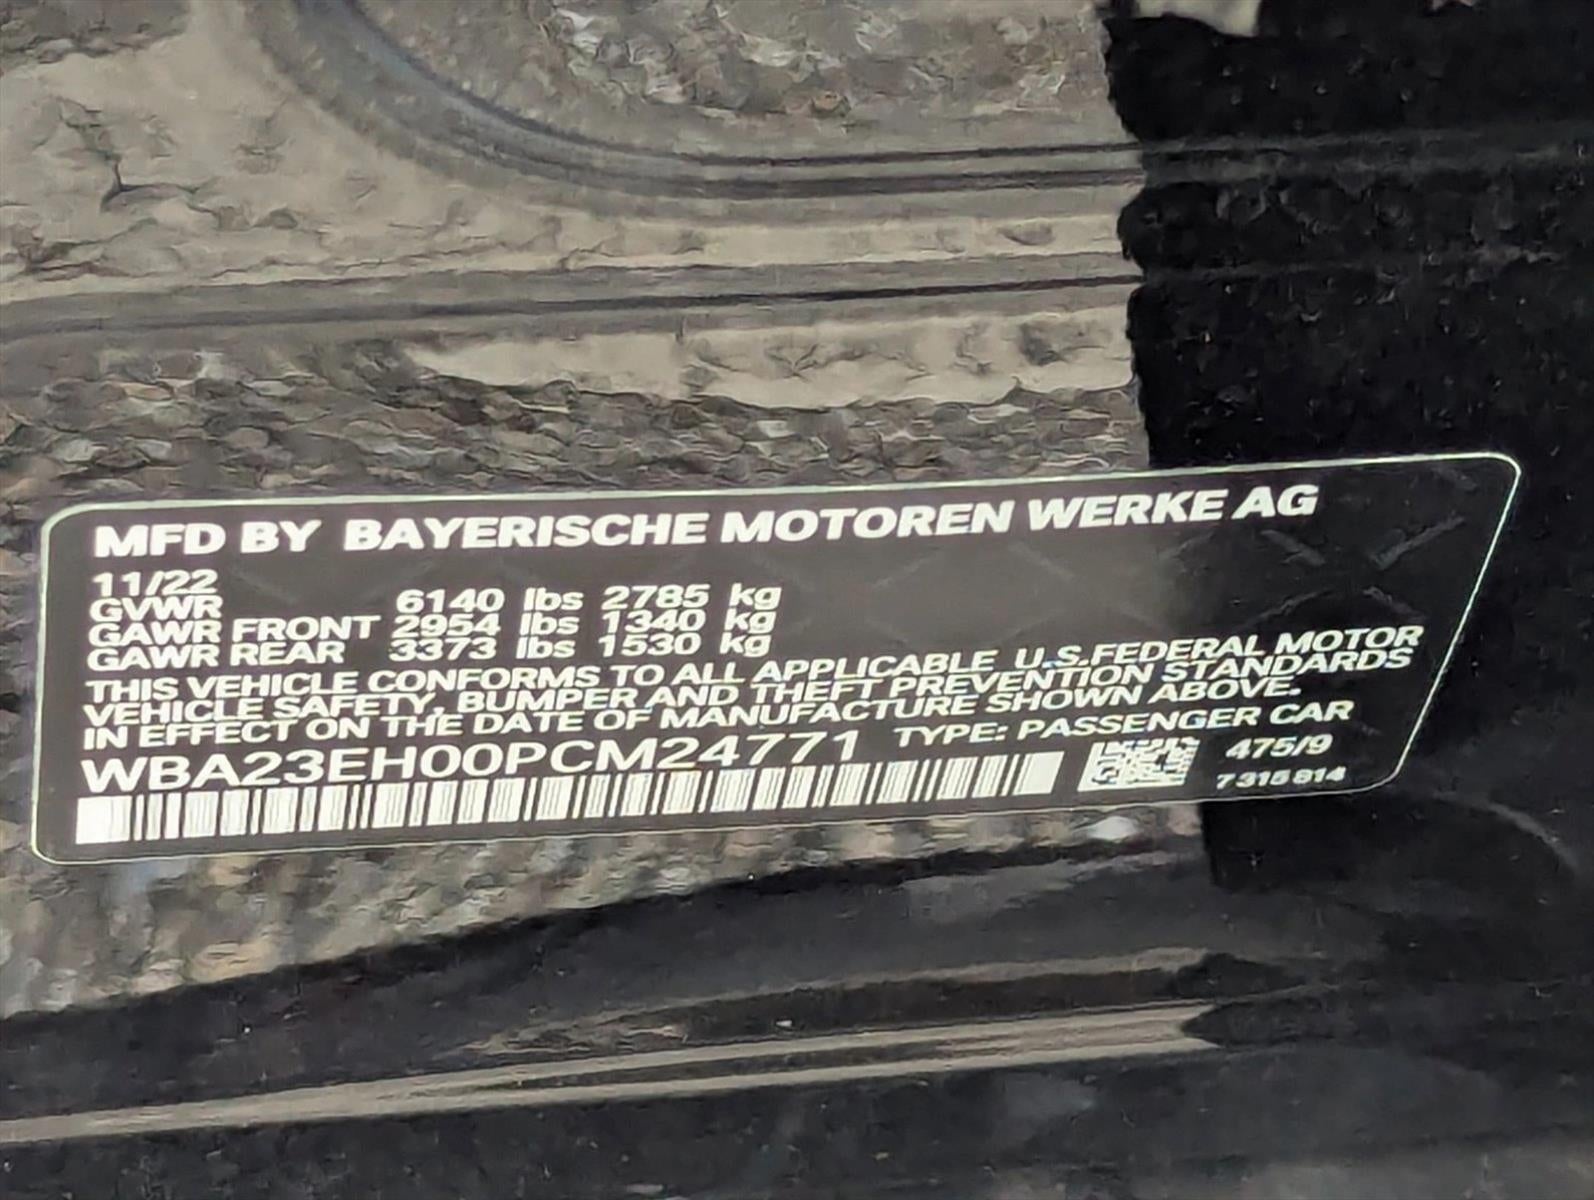 MFD BY BAYERISCHE MOTOREN WERKE AG
11/22
GVWR 6140 lbs 2785 kg
GAWR FRONT 2954 lbs 1340 kg
GAWR REAR 3373 lbs 1530 kg
THIS VEHICLE CONFORMS TO ALL APPLICABLE U.S.FEDERAL MOTOR
VEHICLE SAFETY, BUMPER AND THEFT PREVENTION STANDARDS
IN EFFECT ON THE DATE OF MANUFACTURE SHOWN ABOVE.
WBA23EH00PCM24771 TYPE: PASSENGER CAR
475/9
7 315 814